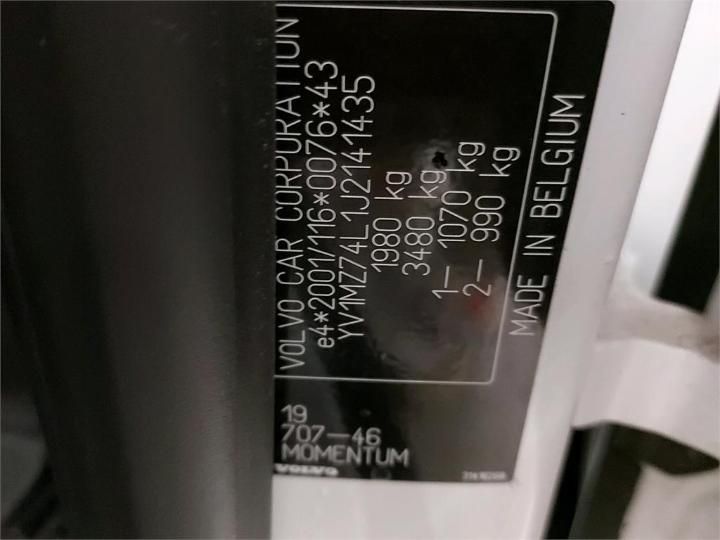 VOLVO CAR CORPORATION
e4*2001/116*0076*43
YV1MZ74L1J2141435
1980 kg
3480 kg
1- 1070 kg
2- 990 kg
MADE IN BELGIUM
19
707-46
MOMENTUM
VOLVO